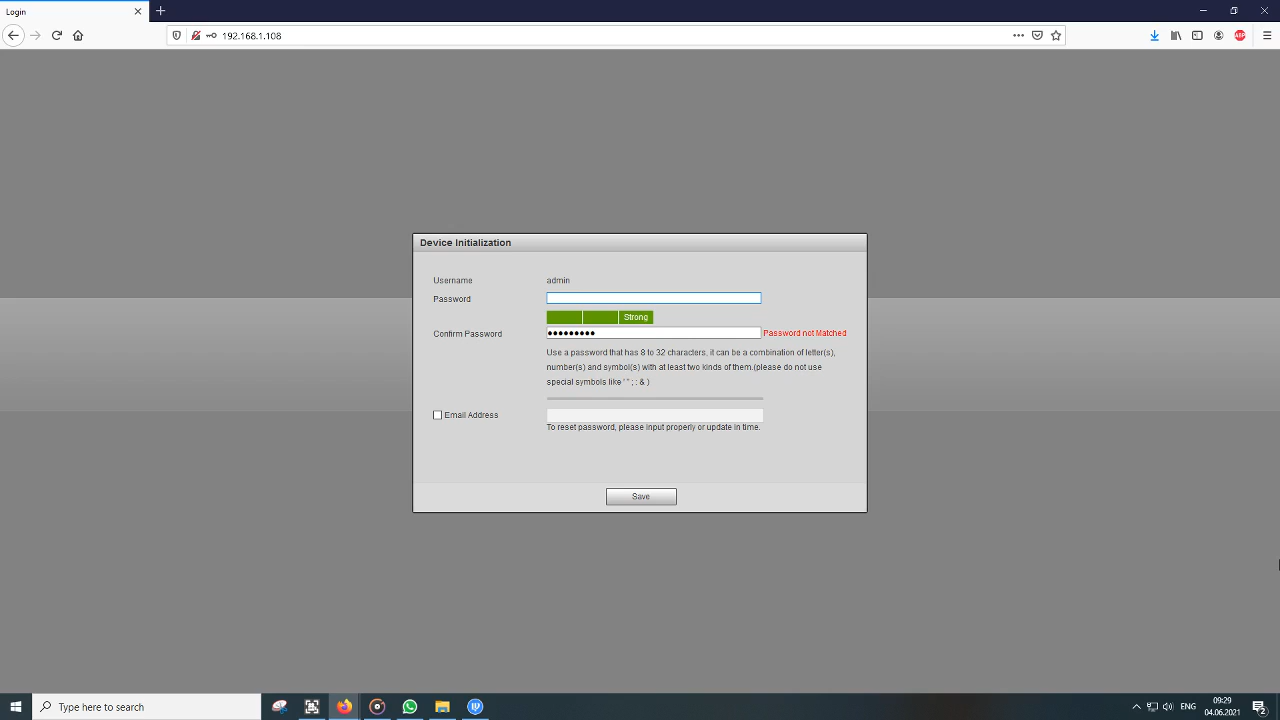 Login
192.168.1.108
ABP
Device Initialization
Username admin
Password
Strong
Confirm Password ●●●●●●●●● Password not Matched
Use a password that has 8 to 32 characters, it can be a combination of letter(s),
number(s) and symbol(s) with at least two kinds of them.(please do not use
special symbols like ' " ; : & )
Email Address
To reset password, please input properly or update in time.
Save
Type here to search
ENG
09:29
04.06.2021
2